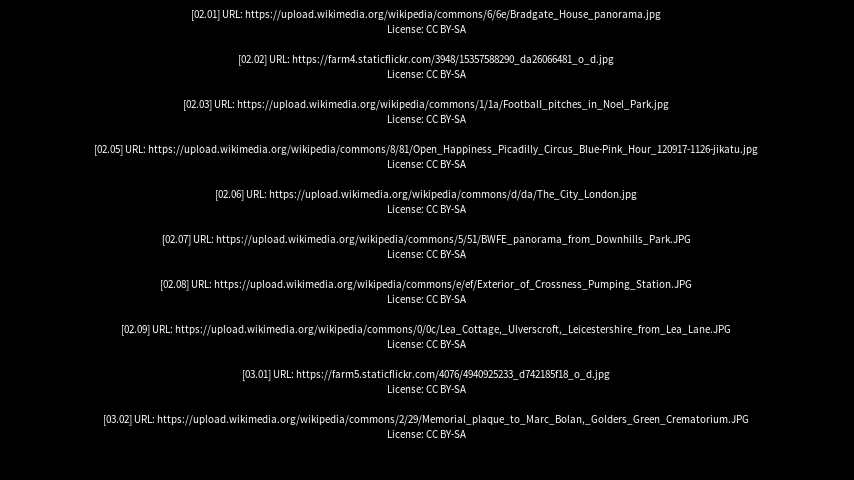 [02.01] URL: https://upload.wikimedia.org/wikipedia/commons/6/6e/Bradgate_House_panorama.jpg
License: CC BY-SA
[02.02] URL: https://farm4.staticflickr.com/3948/15357588290_da26066481_o_d.jpg
License: CC BY-SA
[02.03] URL: https://upload.wikimedia.org/wikipedia/commons/1/1a/Football_pitches_in_Noel_Park.jpg
License: CC BY-SA
[02.05] URL: https://upload.wikimedia.org/wikipedia/commons/8/81/Open_Happiness_Picadilly_Circus_Blue-Pink_Hour_120917-1126-jikatu.jpg
License: CC BY-SA
[02.06] URL: https://upload.wikimedia.org/wikipedia/commons/d/da/The_City_London.jpg
License: CC BY-SA
[02.07] URL: https://upload.wikimedia.org/wikipedia/commons/5/51/BWFE_panorama_from_Downhills_Park.JPG
License: CC BY-SA
[02.08] URL: https://upload.wikimedia.org/wikipedia/commons/e/ef/Exterior_of_Crossness_Pumping_Station.JPG
License: CC BY-SA
[02.09] URL: https://upload.wikimedia.org/wikipedia/commons/0/0c/Lea_Cottage,_Ulverscroft,_Leicestershire_from_Lea_Lane.JPG
License: CC BY-SA
[03.01] URL: https://farm5.staticflickr.com/4076/4940925233_d742185f18_o_d.jpg
License: CC BY-SA
[03.02] URL: https://upload.wikimedia.org/wikipedia/commons/2/29/Memorial_plaque_to_Marc_Bolan,_Golders_Green_Crematorium.JPG
License: CC BY-SA